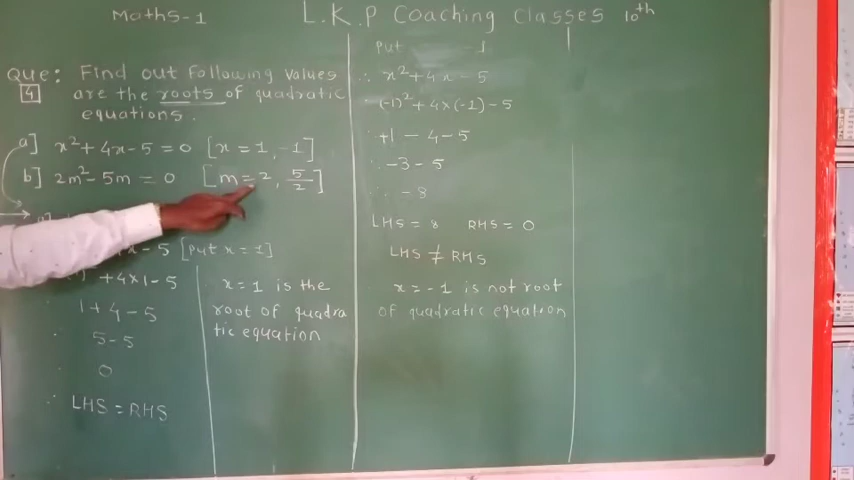 Maths-1
L.K.P Coaching Classes 10th
Que: Find out following values
4 are the roots of quadratic
equations.
a] x²+4x-5=0 [x=1,-1]
b] 2m²-5m=0 [m=2, 5/2]
x-5 [Put x=1]
+4x1-5
1+4-5
5-5
∴ 0
∴ LHS=RHS
x=1 is the
root of quadra
tic equation
Put -1
∴ x²+4x-5
(-1)²+4x(-1)-5
∴ +1-4-5
∴ -3-5
∴ -8
LHS=8 RHS=0
LHS≠RHS
x=-1 is not root
of quadratic equation